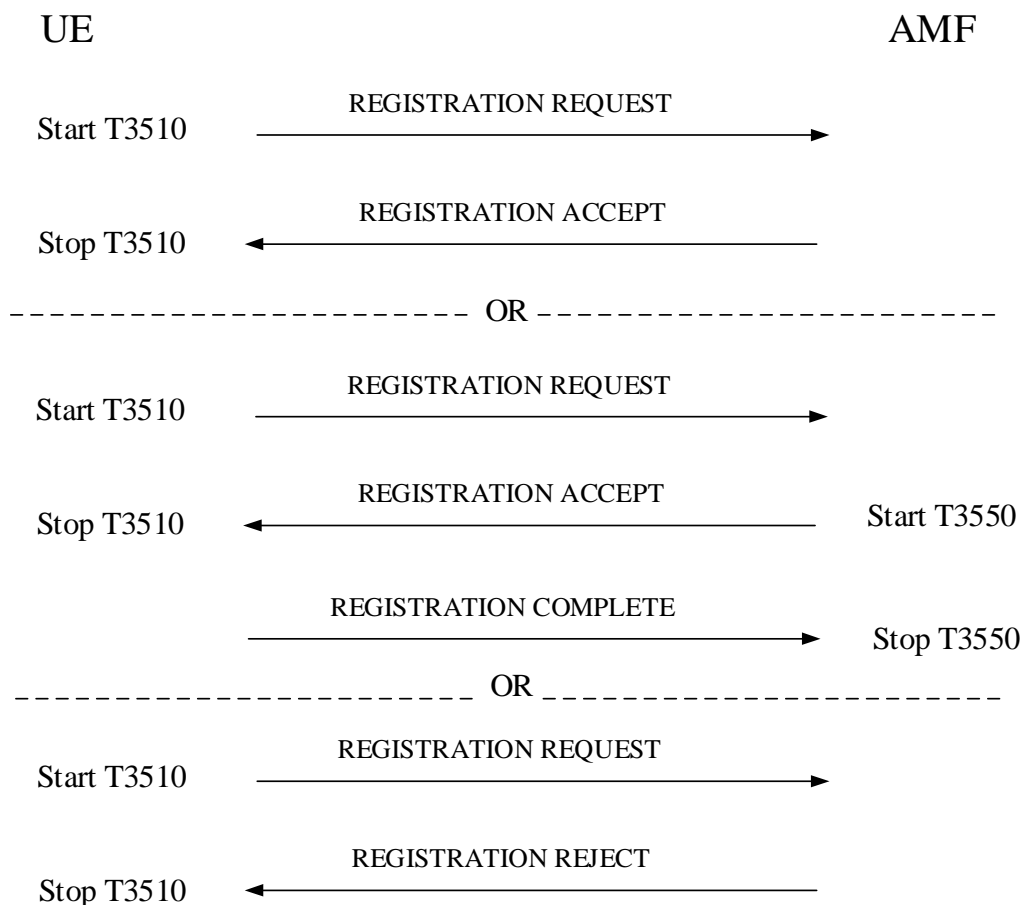 UE AMF
REGISTRATION REQUEST
Start T3510
REGISTRATION ACCEPT
Stop T3510
OR
REGISTRATION REQUEST
Start T3510
REGISTRATION ACCEPT
Stop T3510 Start T3550
REGISTRATION COMPLETE
Stop T3550
OR
REGISTRATION REQUEST
Start T3510
REGISTRATION REJECT
Stop T3510